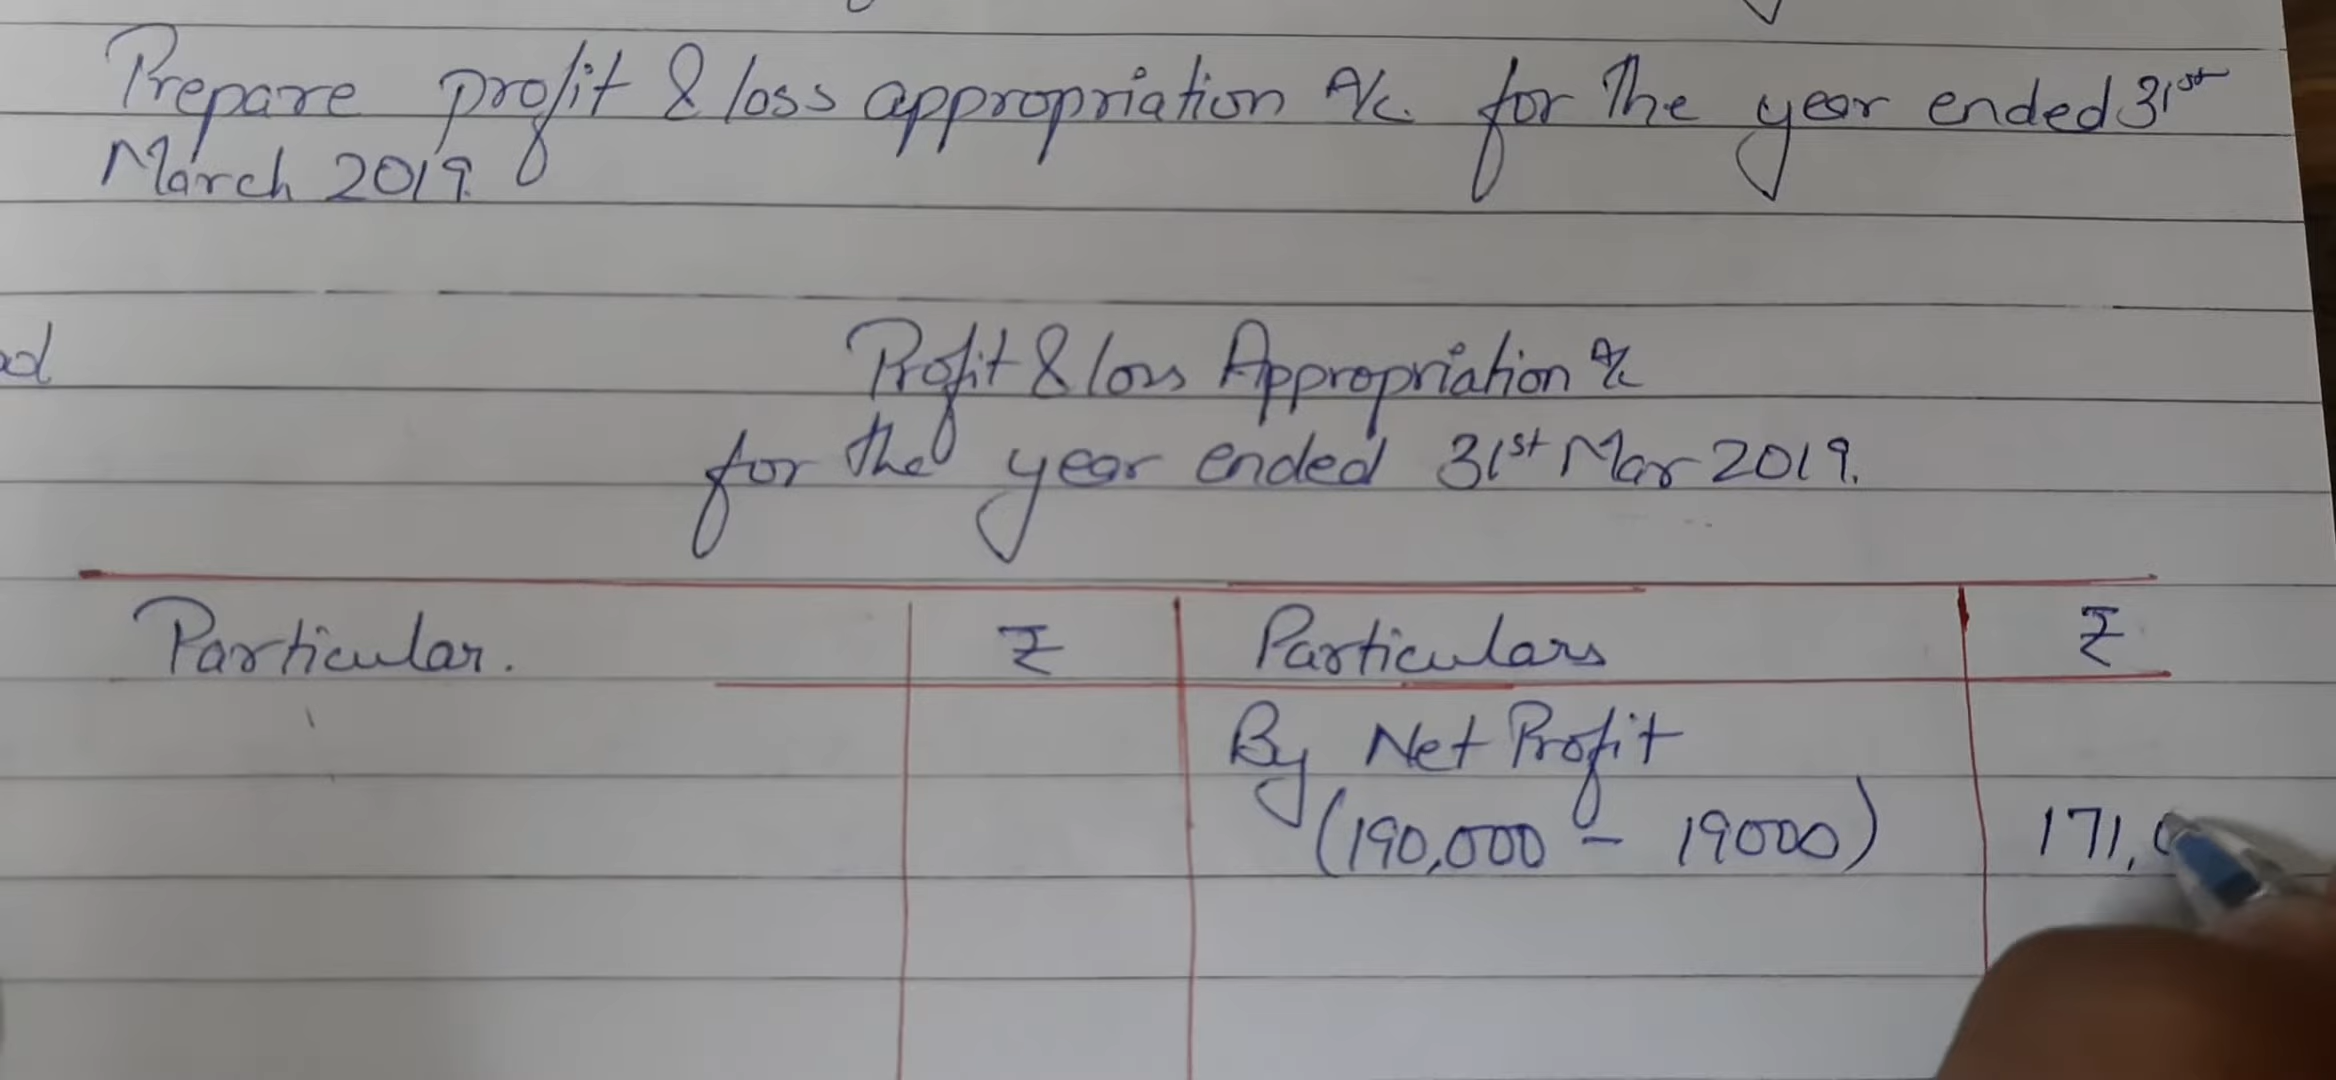 Prepare profit & loss appropriation A/c. for the year ended 31st
March 2019.
Profit & loss Appropriation A/c
for the year ended 31st Mar 2019.
Particular. ₹ Particulars ₹
By Net Profit
(190,000 - 19000) 171,0